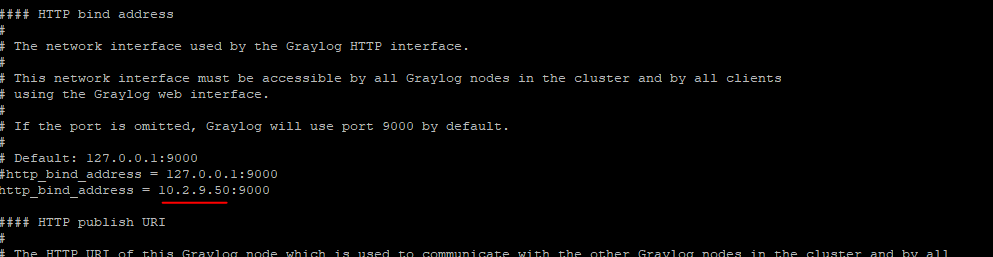 #### HTTP bind address
#
# The network interface used by the Graylog HTTP interface.
#
# This network interface must be accessible by all Graylog nodes in the cluster and by all clients
# using the Graylog web interface.
#
# If the port is omitted, Graylog will use port 9000 by default.
#
# Default: 127.0.0.1:9000
#http_bind_address = 127.0.0.1:9000
http_bind_address = 10.2.9.50:9000
#### HTTP publish URI
#
# The HTTP URI of this Graylog node which is used to communicate with the other Graylog nodes in the cluster and by all